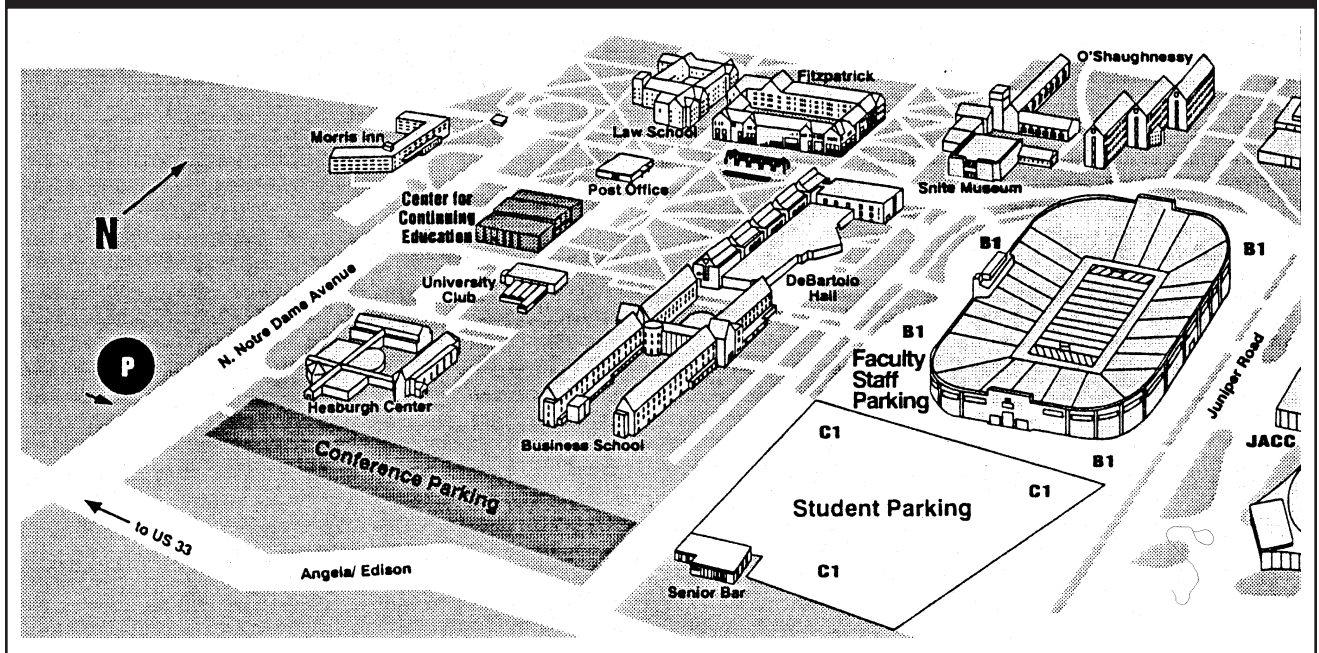 O'Shaughnessy
Fitzpatrick
Law School
Morris Inn
Post Office
Snite Museum
Center for
Continuing
Education
N
B1
B1
University
Club
DeBartolo
Hall
N. Notre Dame Avenue
B1
Faculty
Staff
Parking
Juniper Road
P
Hesburgh Center
Business School
C1
JACC
B1
Conference Parking
C1
Student Parking
to US 33
Angela/ Edison
C1
Senior Bar